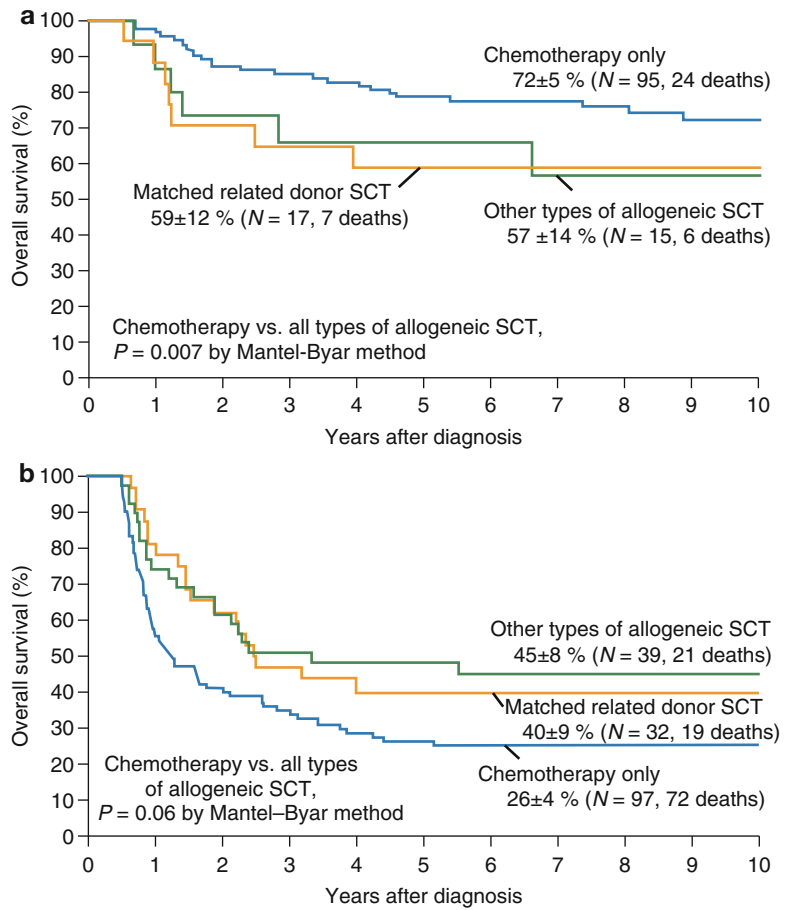 a
100
90
80
70
60
50
40
30
20
10
0
Overall survival (%)
Chemotherapy only
72±5 % (N = 95, 24 deaths)
Matched related donor SCT
59±12 % (N = 17, 7 deaths)
Other types of allogeneic SCT
57 ±14 % (N = 15, 6 deaths)
Chemotherapy vs. all types of allogeneic SCT,
P = 0.007 by Mantel-Byar method
0 1 2 3 4 5 6 7 8 9 10
Years after diagnosis
b
100
90
80
70
60
50
40
30
20
10
0
Overall survival (%)
Other types of allogeneic SCT
45±8 % (N = 39, 21 deaths)
Matched related donor SCT
40±9 % (N = 32, 19 deaths)
Chemotherapy only
26±4 % (N = 97, 72 deaths)
Chemotherapy vs. all types
of allogeneic SCT,
P = 0.06 by Mantel–Byar method
0 1 2 3 4 5 6 7 8 9 10
Years after diagnosis